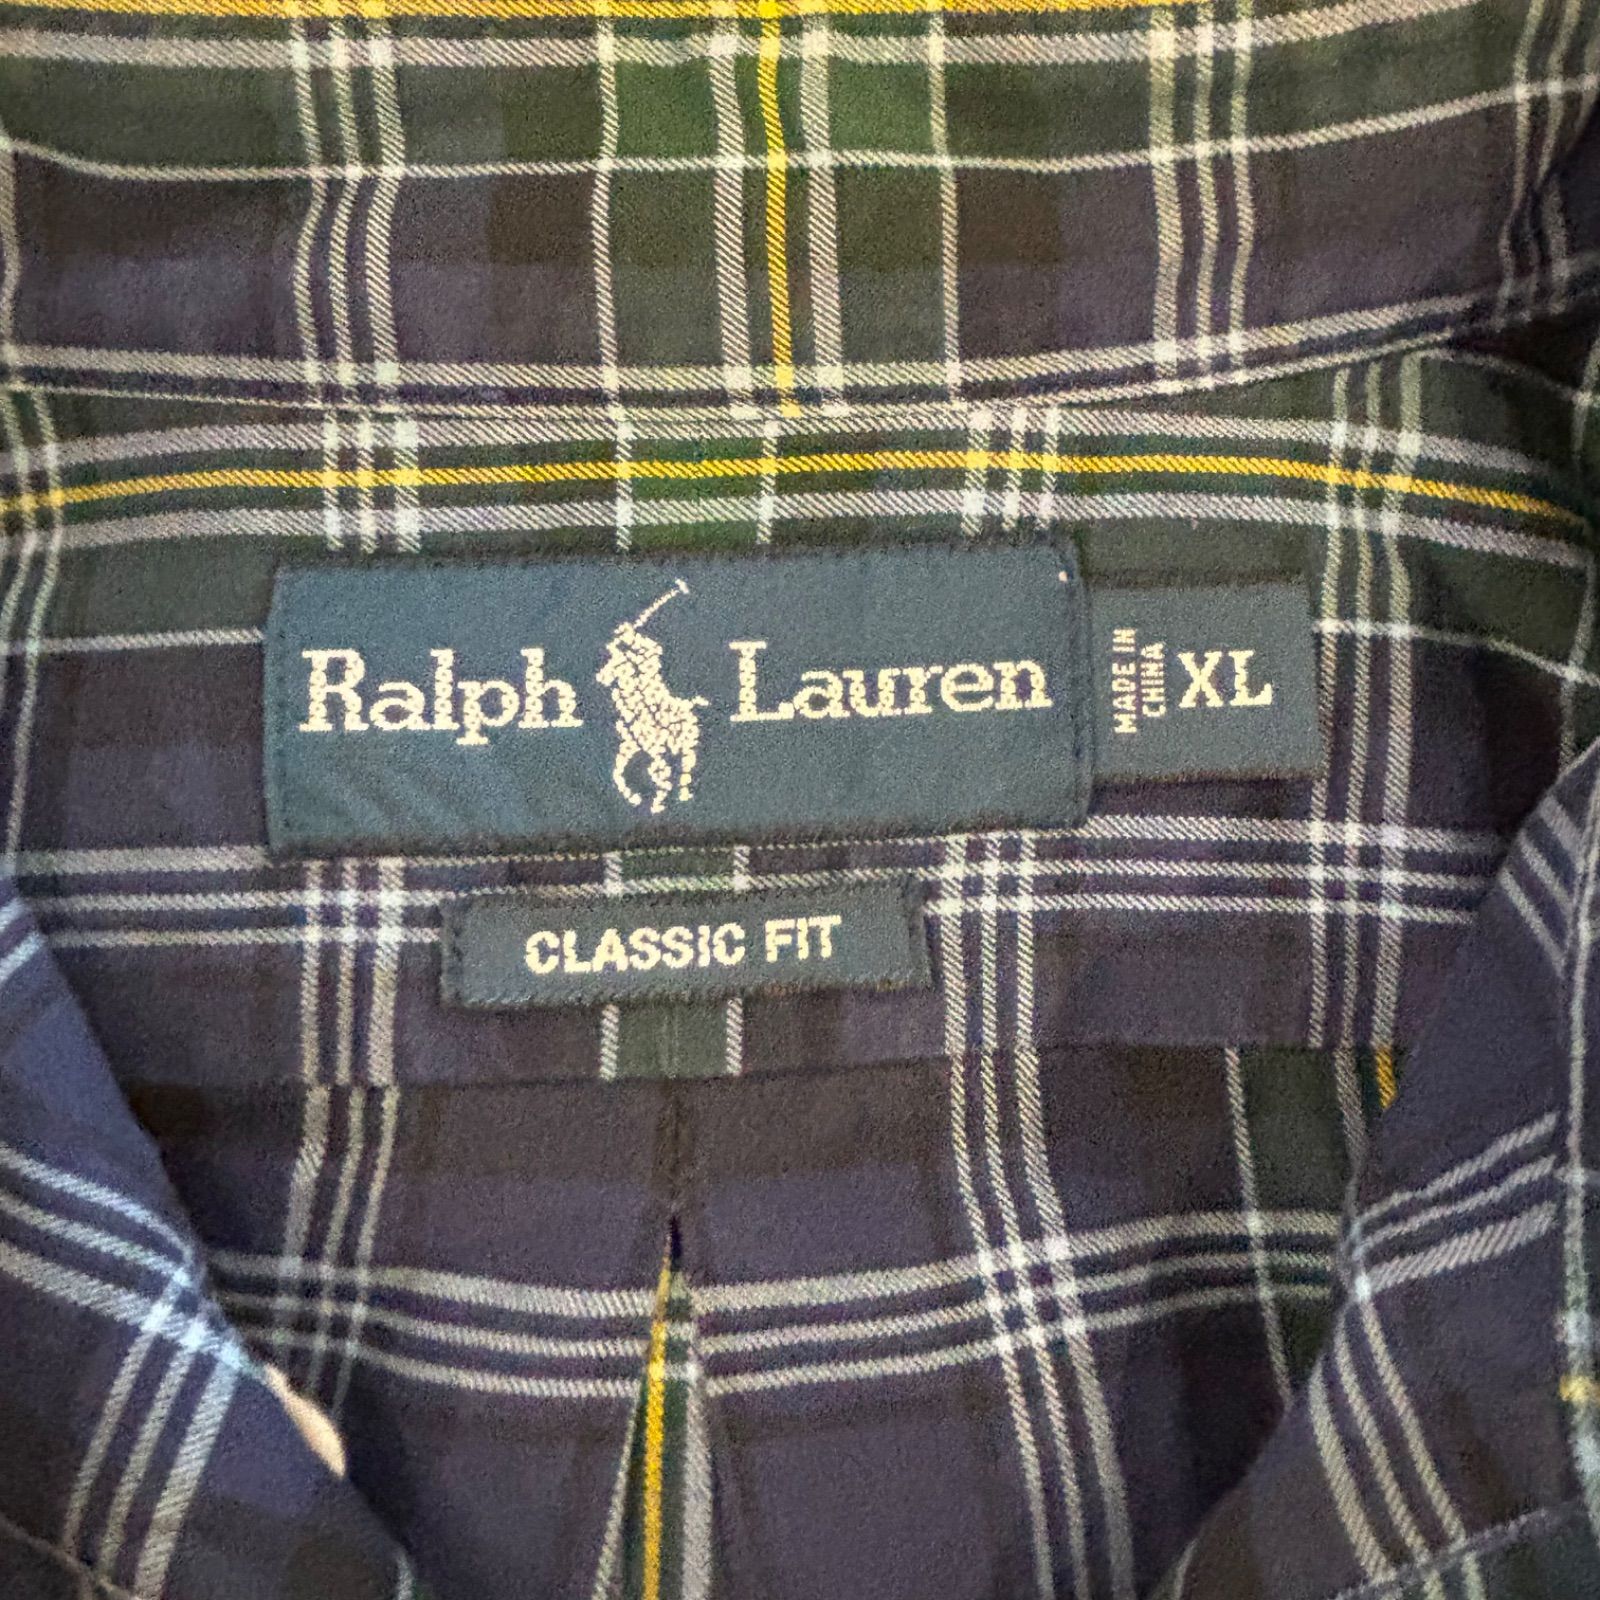 Ralph Lauren
MADE IN
CHINA
XL
CLASSIC FIT